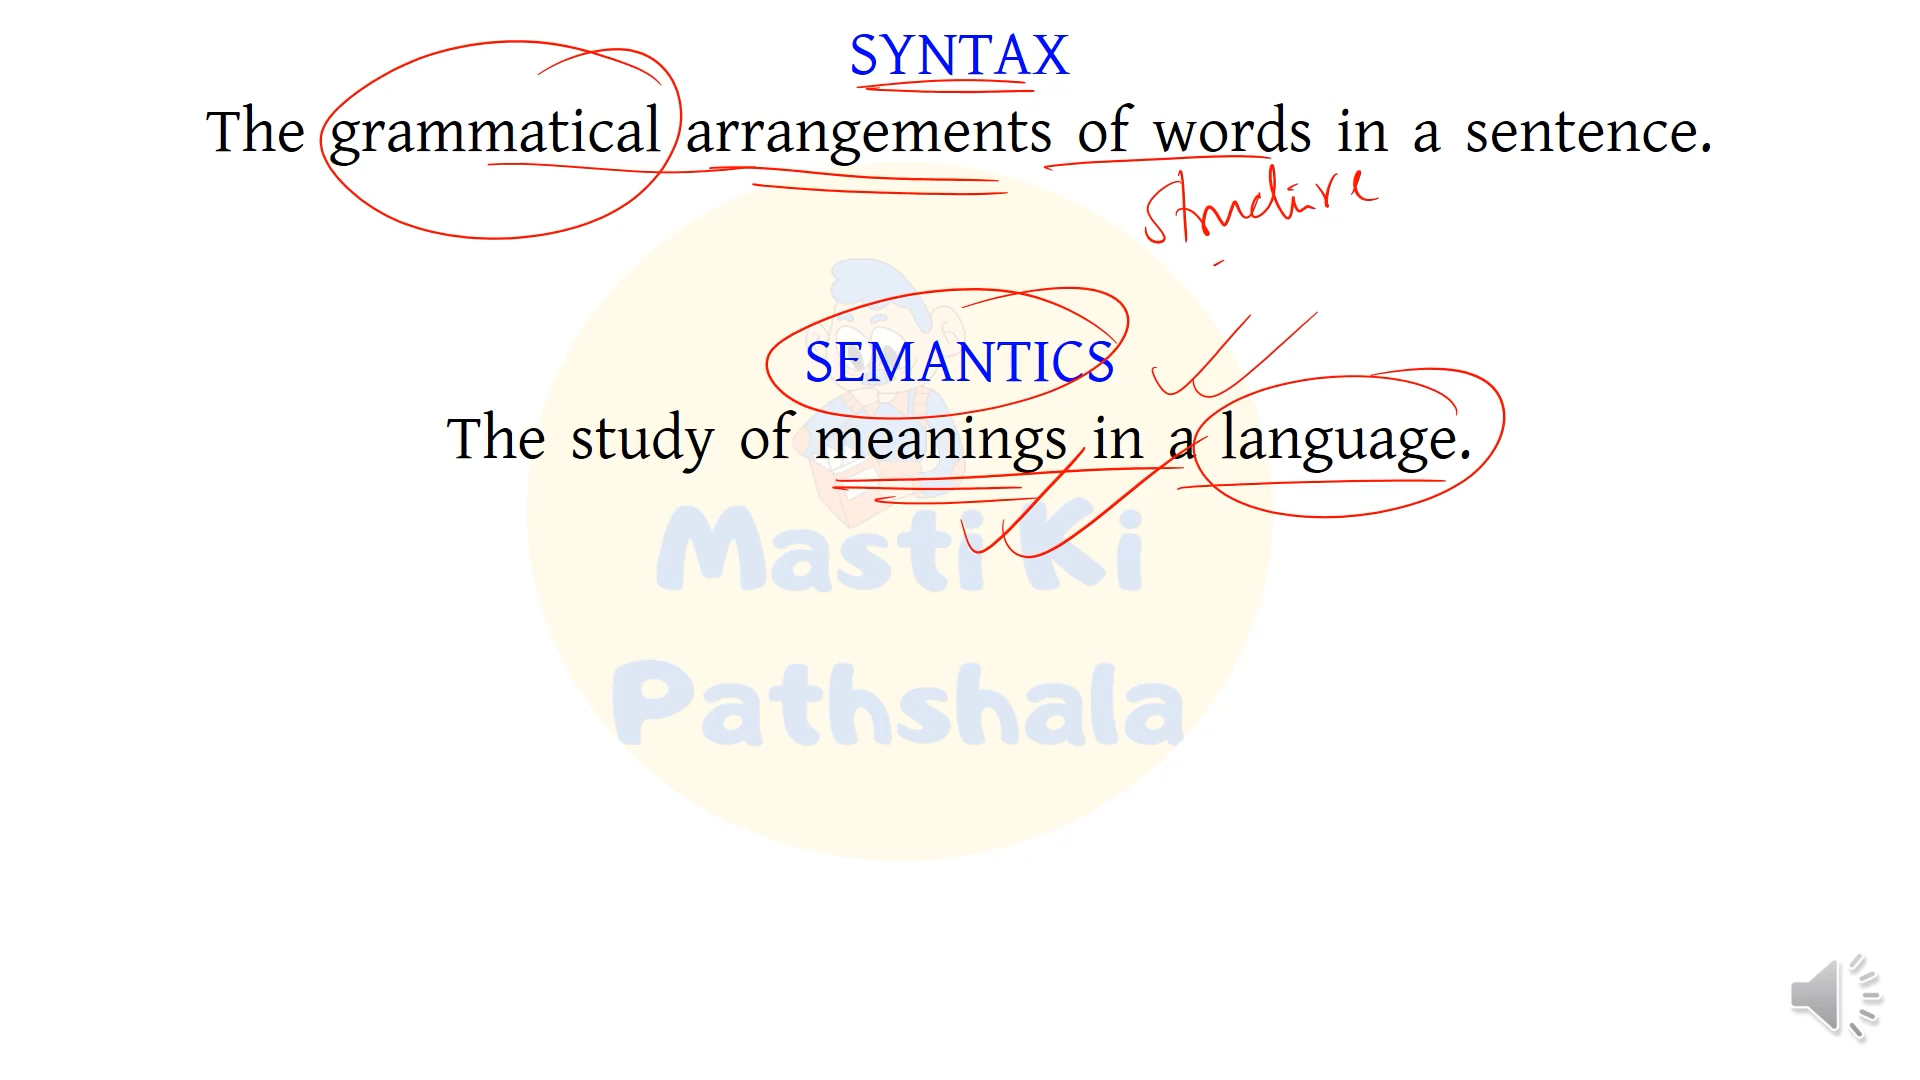 SYNTAX
The grammatical arrangements of words in a sentence.
structure
SEMANTICS
The study of meanings in a language.
Masti Ki
Pathshala